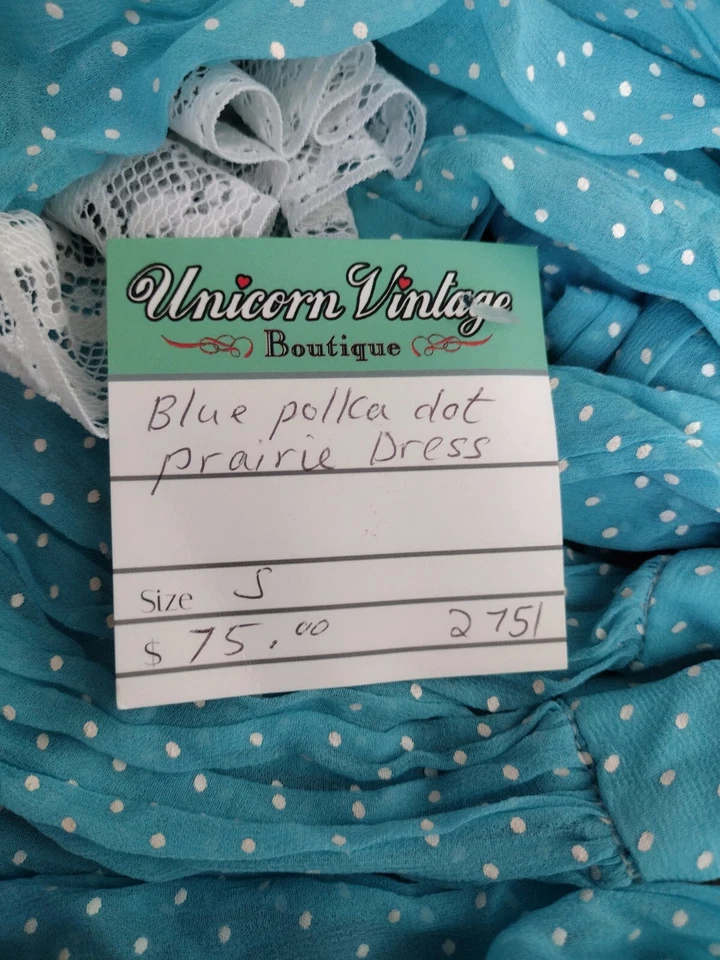 Unicorn Vintage
Boutique
Blue polka dot
prairie Dress
Size S
$ 75.00 2751